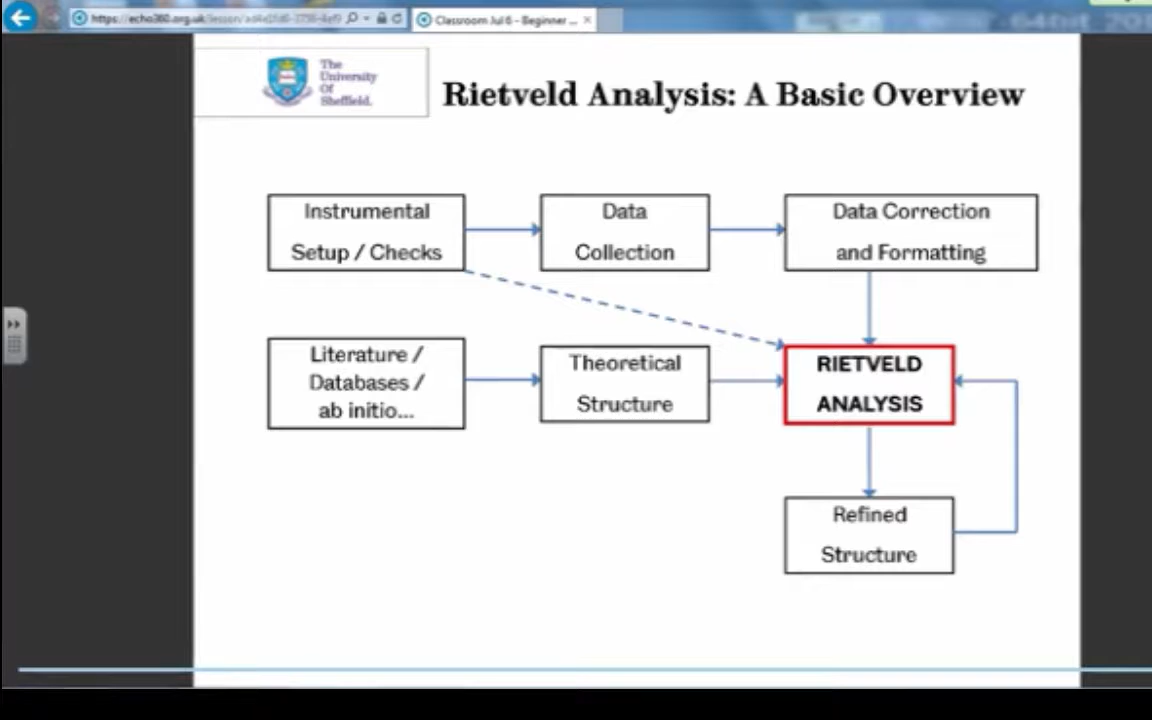 Classroom Jul 6 - Beginner ...
The
University
Of
Sheffield.
Rietveld Analysis: A Basic Overview
Instrumental
Setup / Checks
Data
Collection
Data Correction
and Formatting
Literature /
Databases /
ab initio...
Theoretical
Structure
RIETVELD
ANALYSIS
Refined
Structure